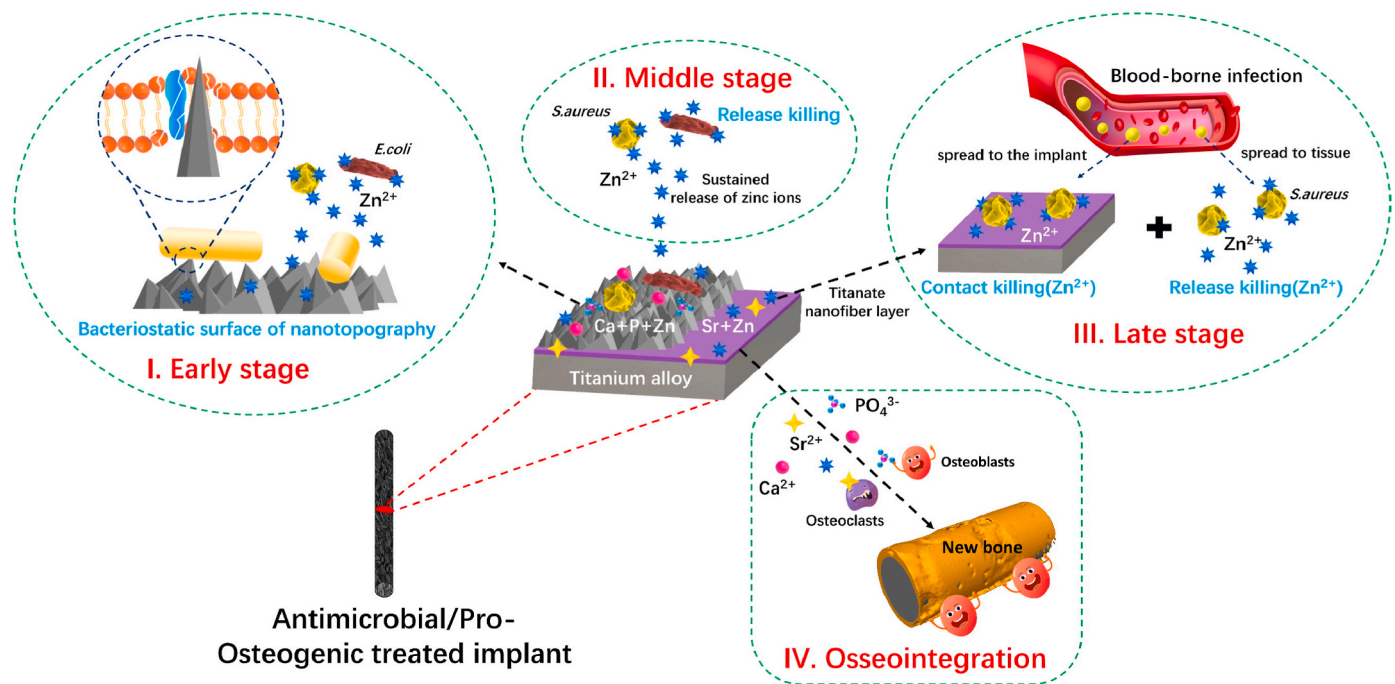 E.coli
Zn2+
Bacteriostatic surface of nanotopography
I. Early stage
II. Middle stage
S.aureus
Release killing
Zn2+
Sustained
release of zinc ions
Blood-borne infection
spread to the implant
spread to tissue
S.aureus
Zn2+
Zn2+
Contact killing(Zn2+)
Release killing(Zn2+)
III. Late stage
Titanate
nanofiber layer
Ca+P+Zn
Sr+Zn
Titanium alloy
PO43-
Sr2+
Ca2+
Osteoblasts
Osteoclasts
New bone
IV. Osseointegration
Antimicrobial/Pro-
Osteogenic treated implant